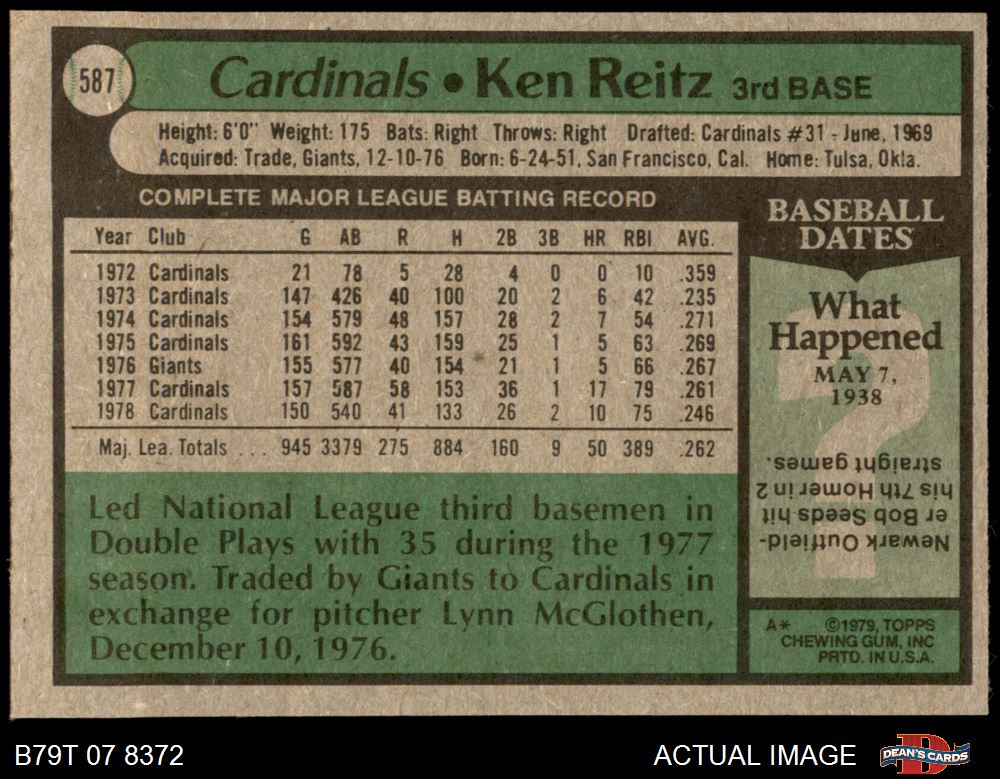 587
Cardinals • Ken Reitz 3rd BASE
Height: 6'0" Weight: 175 Bats: Right Throws: Right Drafted: Cardinals #31 - June, 1969
Acquired: Trade, Giants, 12-10-76 Born: 6-24-51, San Francisco, Cal. Home: Tulsa, Okla.
COMPLETE MAJOR LEAGUE BATTING RECORD
Year Club G AB R H 2B 3B HR RBI AVG.
1972 Cardinals 21 78 5 28 4 0 0 10 .359
1973 Cardinals 147 426 40 100 20 2 6 42 .235
1974 Cardinals 154 579 48 157 28 2 7 54 .271
1975 Cardinals 161 592 43 159 25 1 5 63 .269
1976 Giants 155 577 40 154 21 1 5 66 .267
1977 Cardinals 157 587 58 153 36 1 17 79 .261
1978 Cardinals 150 540 41 133 26 2 10 75 .246
Maj. Lea. Totals . . . 945 3379 275 884 160 9 50 389 .262
Led National League third basemen in
Double Plays with 35 during the 1977
season. Traded by Giants to Cardinals in
exchange for pitcher Lynn McGlothen,
December 10, 1976.
BASEBALL
DATES
What
Happened
MAY 7,
1938
?
Newark Outfield-
er Bob Seeds hit
his 7th Homer in 2
straight games.
A* ©1979, TOPPS
CHEWING GUM, INC
PRTD. IN U.S.A.
B79T 07 8372
ACTUAL IMAGE
D
DEAN'S CARDS